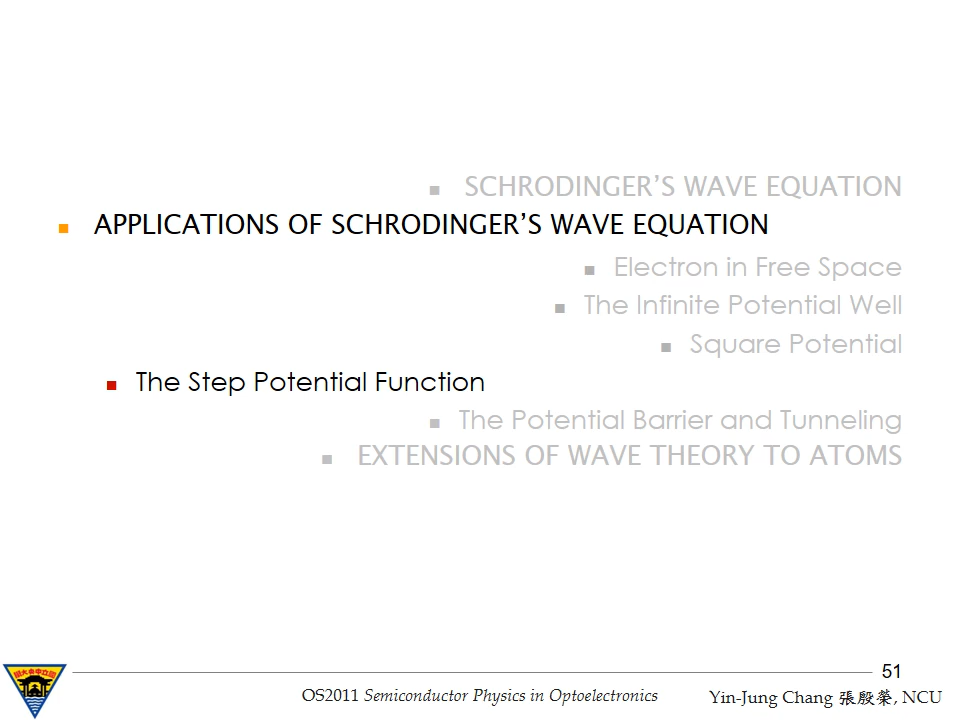 SCHRODINGER’S WAVE EQUATION
APPLICATIONS OF SCHRODINGER’S WAVE EQUATION
Electron in Free Space
The Infinite Potential Well
Square Potential
The Step Potential Function
The Potential Barrier and Tunneling
EXTENSIONS OF WAVE THEORY TO ATOMS
51
OS2011 Semiconductor Physics in Optoelectronics
Yin-Jung Chang 張殷榮, NCU